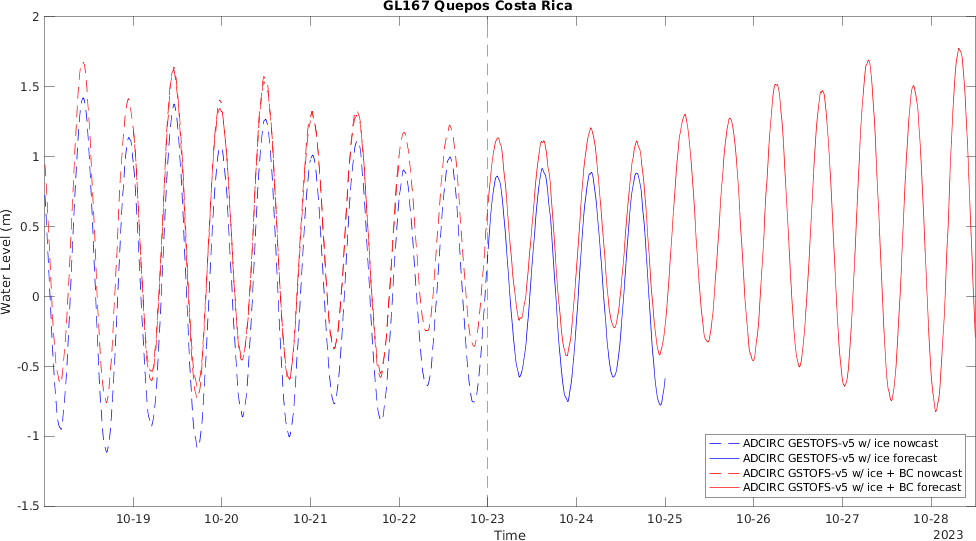 GL167 Quepos Costa Rica
Water Level (m)
2
1.5
1
0.5
0
-0.5
-1
-1.5
ADCIRC GESTOFS-v5 w/ ice nowcast
ADCIRC GESTOFS-v5 w/ ice forecast
ADCIRC GSTOFS-v5 w/ ice + BC nowcast
ADCIRC GSTOFS-v5 w/ ice + BC forecast
10-19 10-20 10-21 10-22 10-23 10-24 10-25 10-26 10-27 10-28
Time
2023